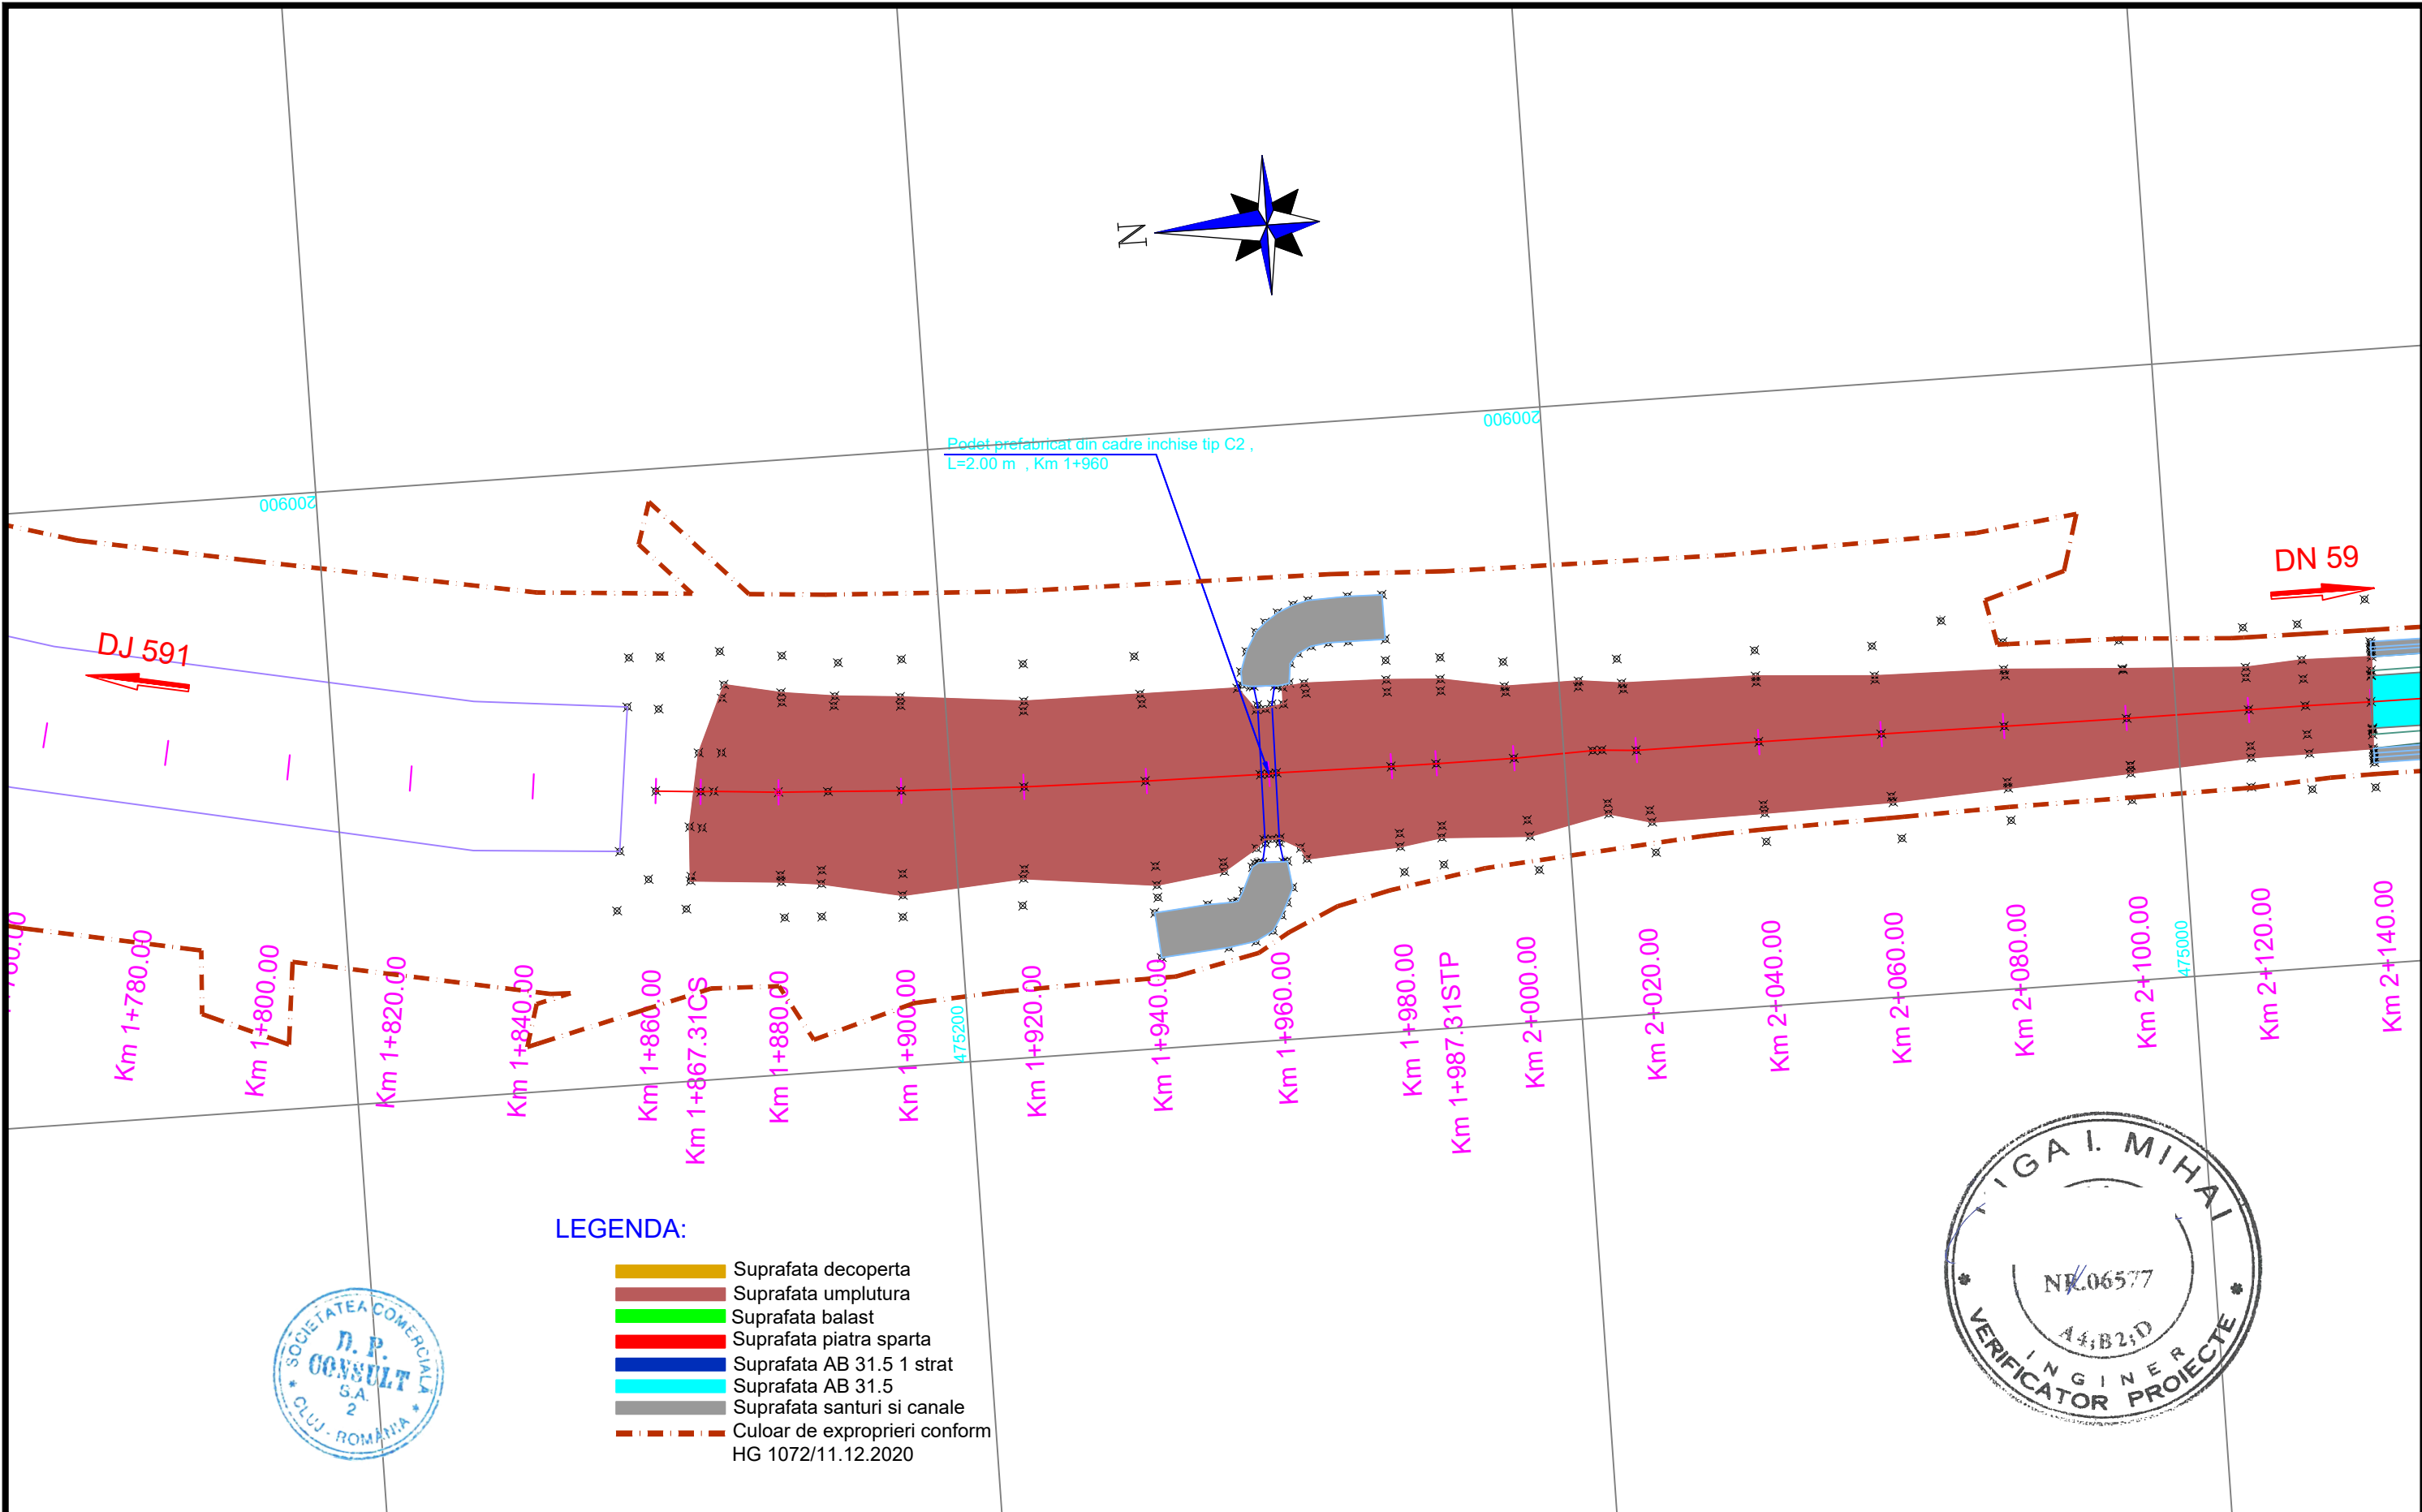 N
200900
Podet prefabricat din cadre inchise tip C2 ,
L=2.00 m , Km 1+960
200900
DN 59
DJ 591
Km 1+780.00
Km 1+800.00
Km 1+820.00
Km 1+840.00
Km 1+860.00
Km 1+867.31CS
Km 1+880.00
Km 1+900.00
475200
Km 1+920.00
Km 1+940.00
Km 1+960.00
Km 1+980.00
Km 1+987.31STP
Km 2+000.00
Km 2+020.00
Km 2+040.00
Km 2+060.00
Km 2+080.00
Km 2+100.00
475000
Km 2+120.00
Km 2+140.00
LEGENDA:
Suprafata decoperta
Suprafata umplutura
Suprafata balast
Suprafata piatra sparta
Suprafata AB 31.5 1 strat
Suprafata AB 31.5
Suprafata santuri si canale
Culoar de exproprieri conform
HG 1072/11.12.2020
SOCIETATEA COMERCIALĂ
D. P.
CONSULT
S.A.
2
* CLUJ - ROMÂNIA *
I. MIHAI
NR.06577
A4;B2;D
INGINER
* VERIFICATOR PROIECTE *